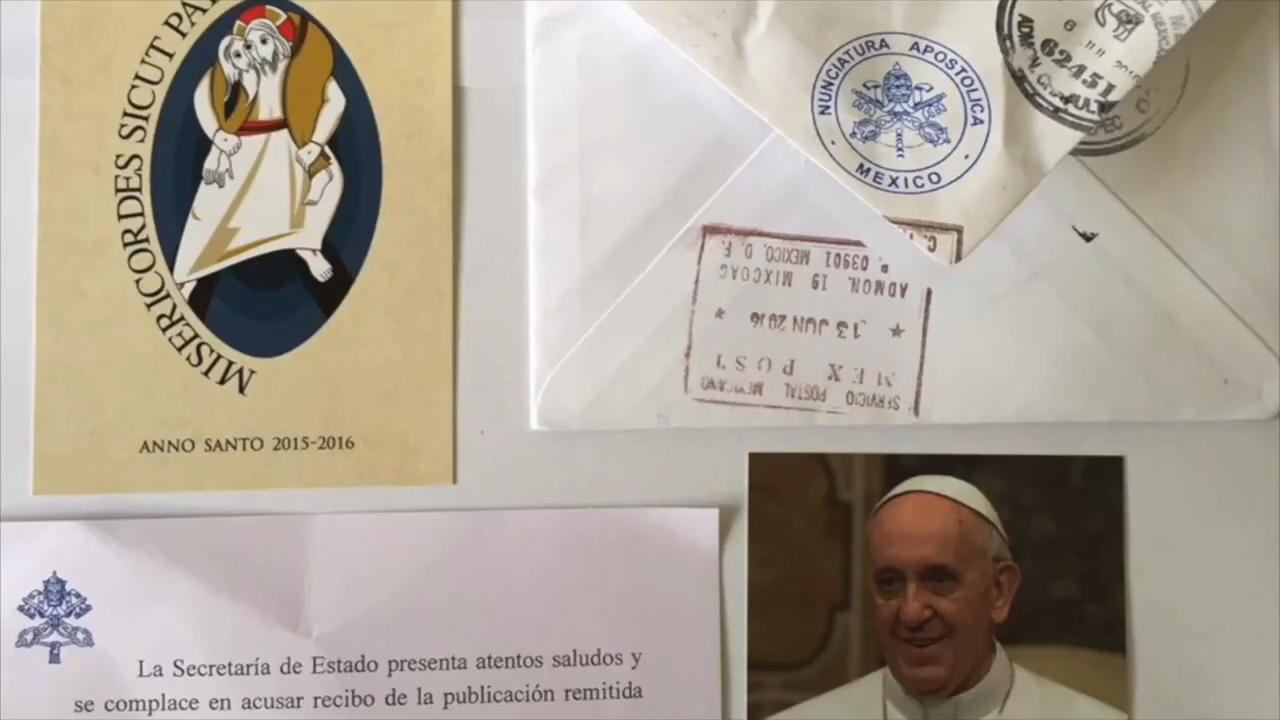 MISERICORDES SICUT PA
ANNO SANTO 2015-2016
NUNCIATURA APOSTOLICA
MEXICO
62451
SERVICIO POSTAL MEXICANO
MEX POST
★ 13 JUN 2016 ★
ADMON. 19 MIXCOAC
P. 03901 MEXICO, D. F.
La Secretaría de Estado presenta atentos saludos y
se complace en acusar recibo de la publicación remitida